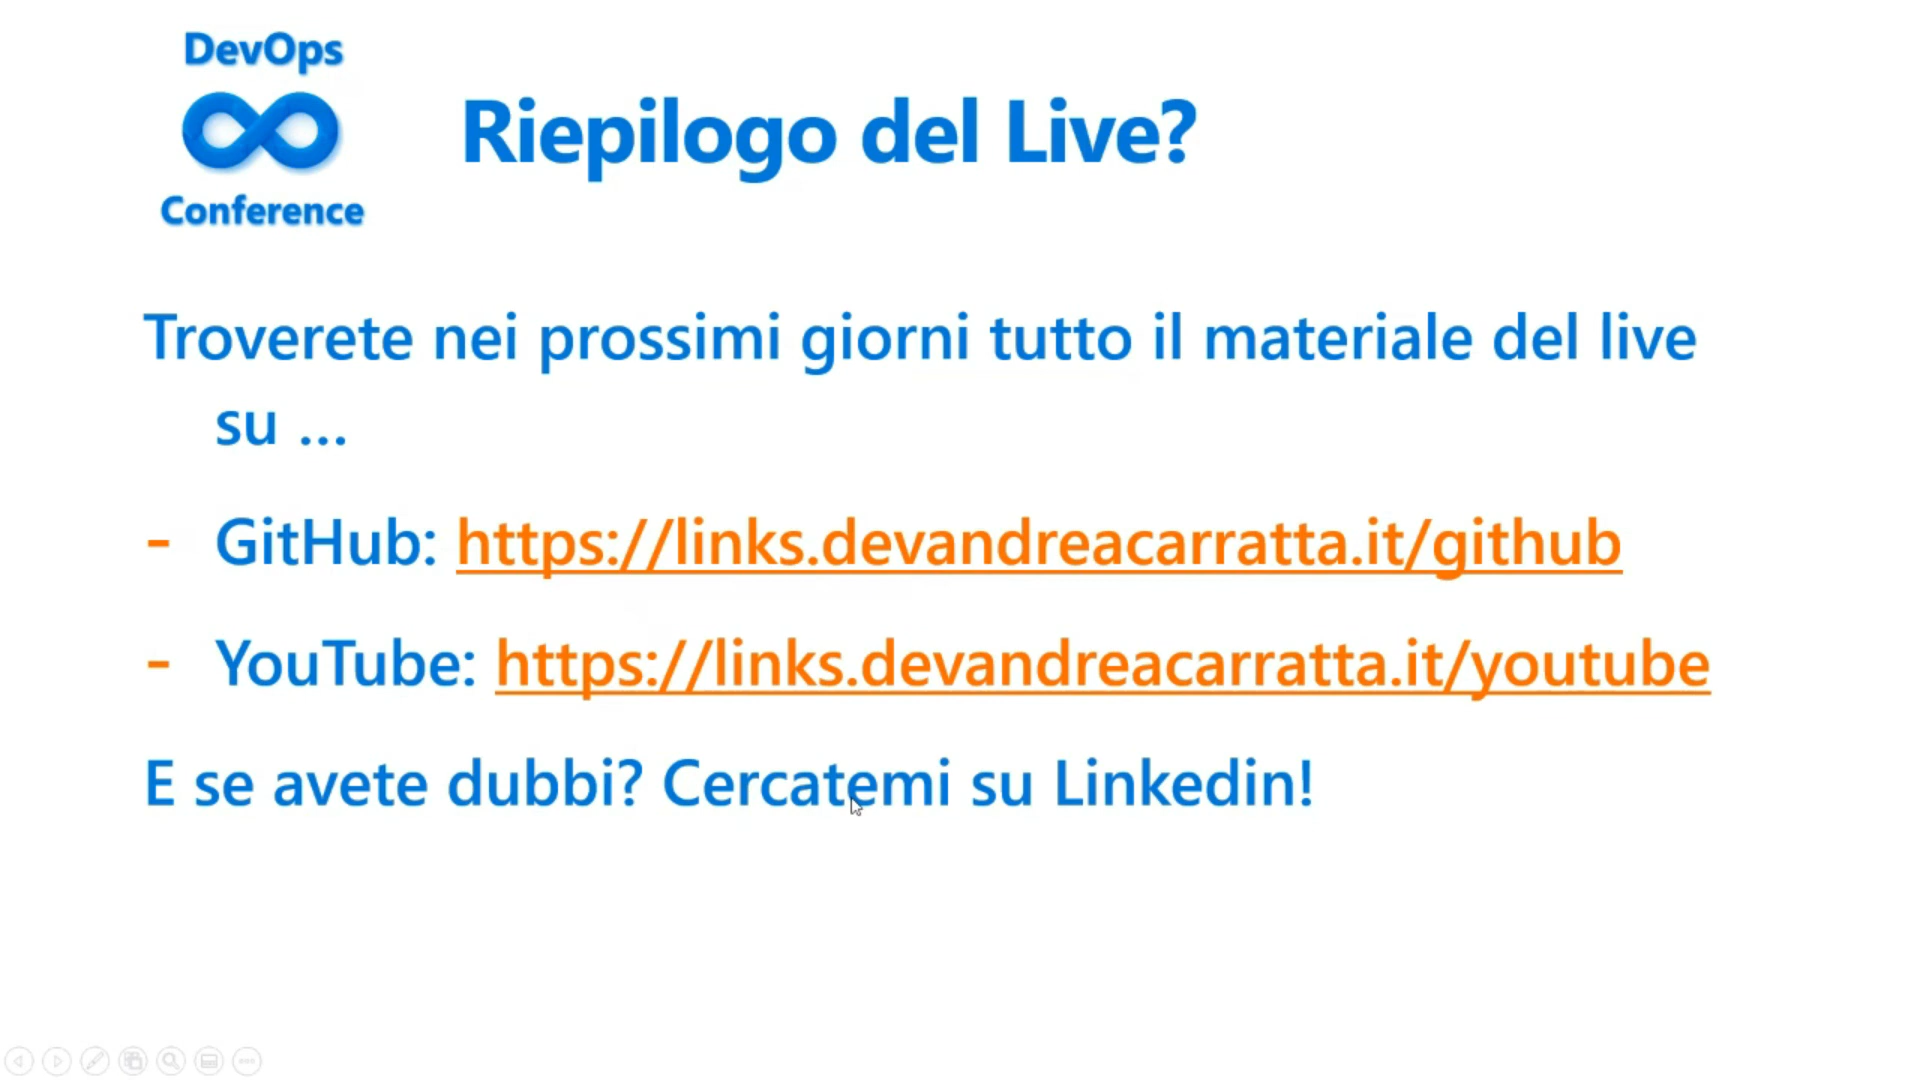 DevOps
Conference
Riepilogo del Live?
Troverete nei prossimi giorni tutto il materiale del live
su ...
- GitHub: https://links.devandreacarratta.it/github
- YouTube: https://links.devandreacarratta.it/youtube
E se avete dubbi? Cercatemi su Linkedin!